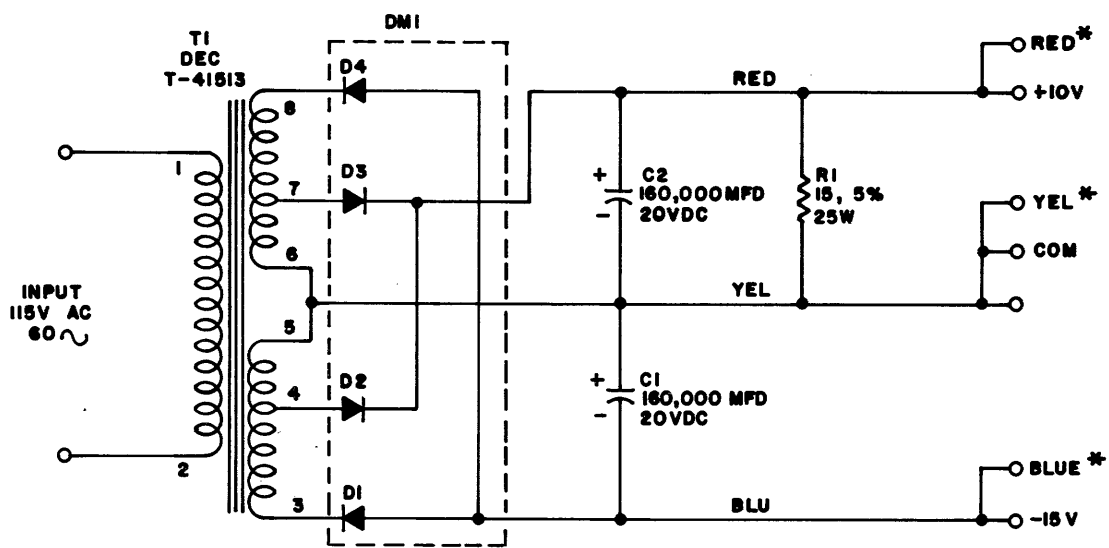 DM1
T1
DEC
T-41513
D4
8
RED
RED*
+10V
1
D3
7
C2
160,000 MFD
20VDC
+
-
R1
15, 5%
25W
YEL*
6
COM
INPUT
115V AC
60~
YEL
5
D2
4
C1
160,000 MFD
20VDC
+
-
2
BLUE*
D1
3
BLU
-15V